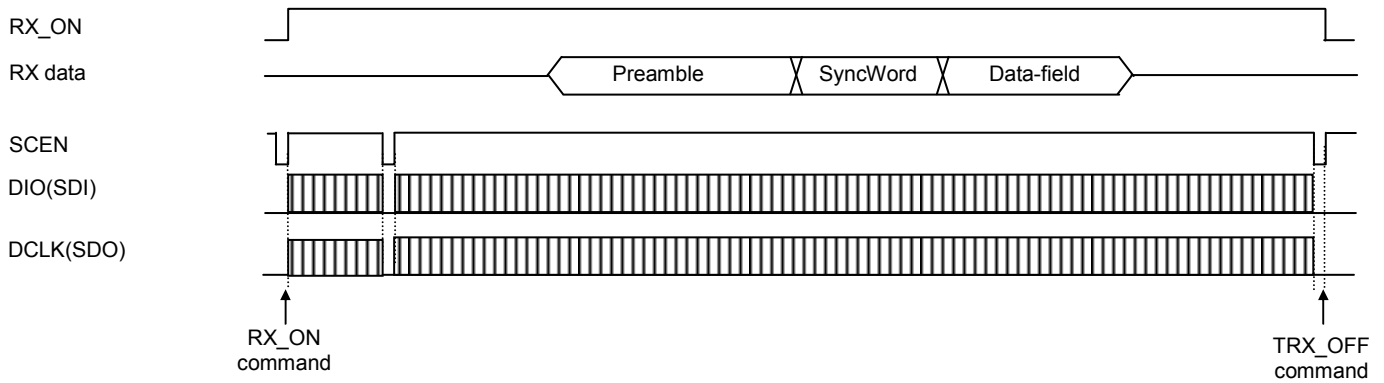 RX_ON
RX data
Preamble
SyncWord
Data-field
SCEN
DIO(SDI)
DCLK(SDO)
RX_ON
command
TRX_OFF
command